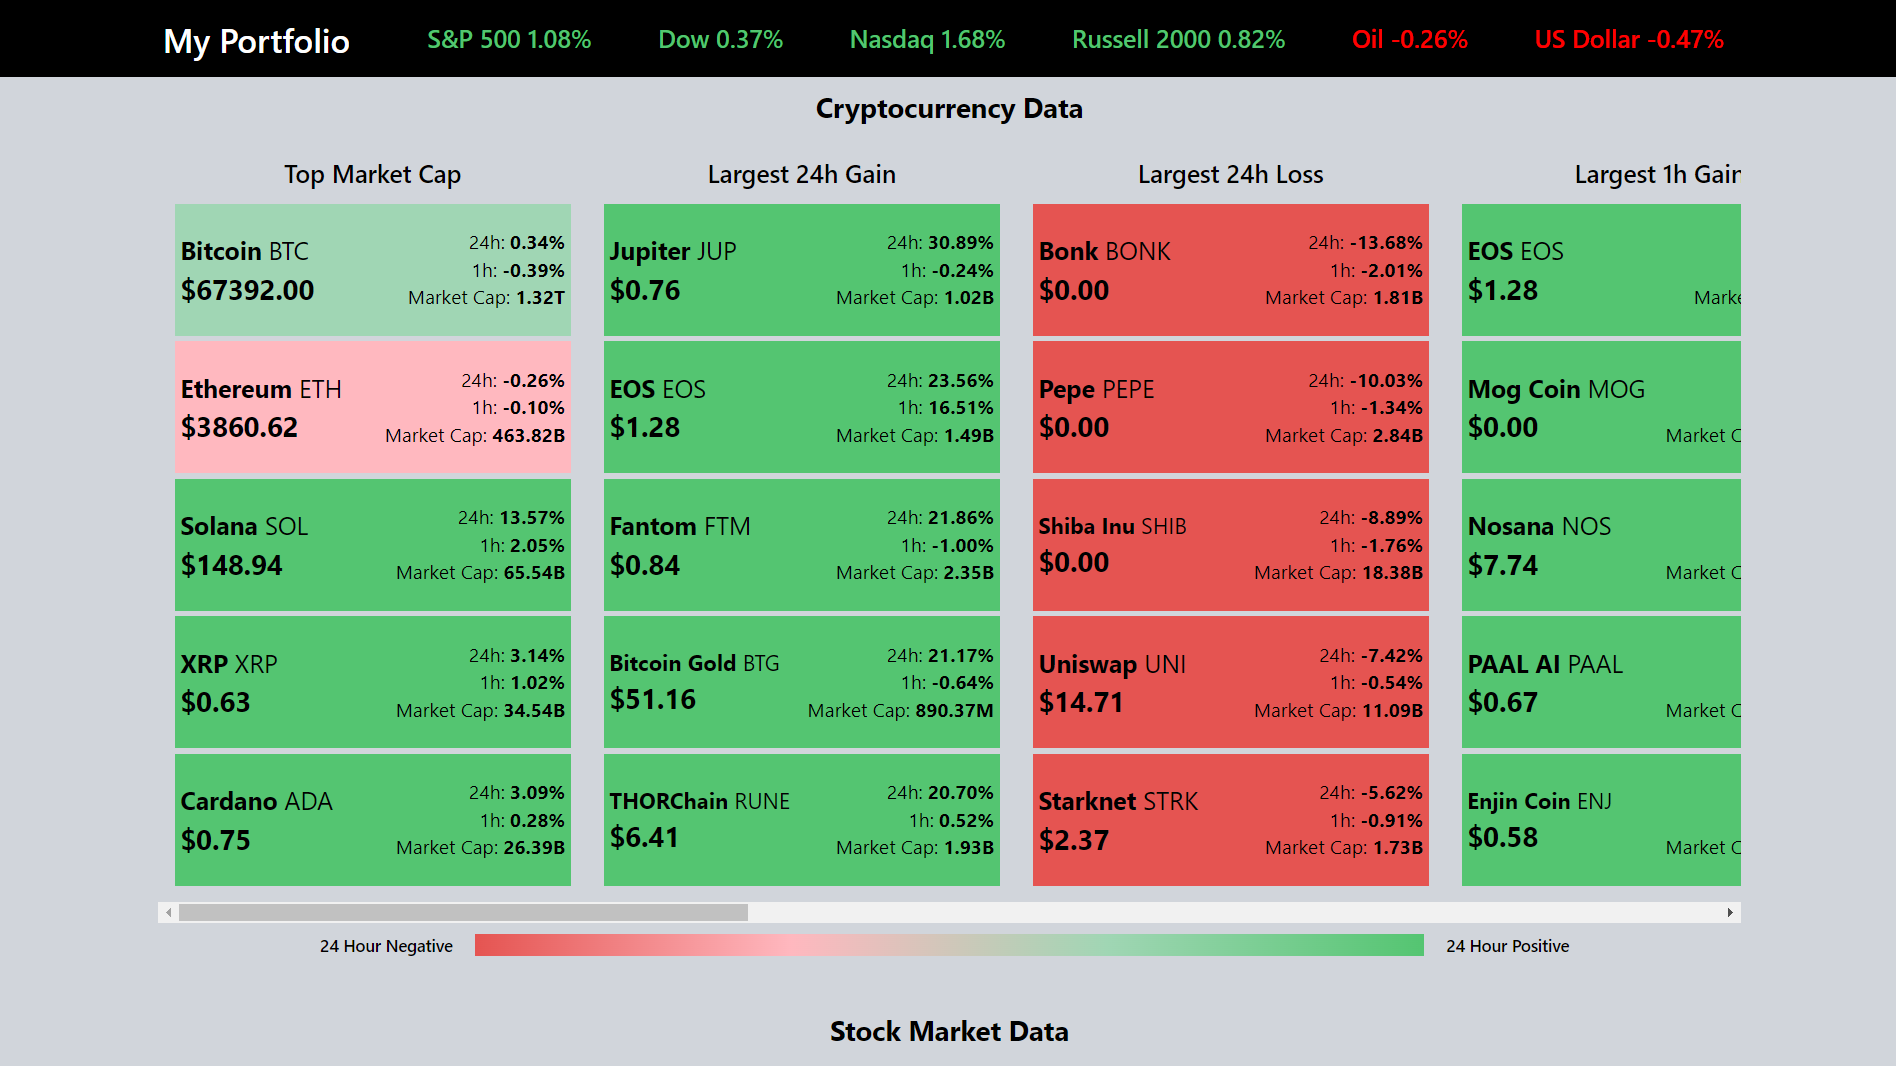 My Portfolio
S&P 500 1.08%
Dow 0.37%
Nasdaq 1.68%
Russell 2000 0.82%
Oil -0.26%
US Dollar -0.47%
Cryptocurrency Data
Top Market Cap
Bitcoin BTC
$67392.00
24h: 0.34%
1h: -0.39%
Market Cap: 1.32T
Ethereum ETH
$3860.62
24h: -0.26%
1h: -0.10%
Market Cap: 463.82B
Solana SOL
$148.94
24h: 13.57%
1h: 2.05%
Market Cap: 65.54B
XRP XRP
$0.63
24h: 3.14%
1h: 1.02%
Market Cap: 34.54B
Cardano ADA
$0.75
24h: 3.09%
1h: 0.28%
Market Cap: 26.39B
Largest 24h Gain
Jupiter JUP
$0.76
24h: 30.89%
1h: -0.24%
Market Cap: 1.02B
EOS EOS
$1.28
24h: 23.56%
1h: 16.51%
Market Cap: 1.49B
Fantom FTM
$0.84
24h: 21.86%
1h: -1.00%
Market Cap: 2.35B
Bitcoin Gold BTG
$51.16
24h: 21.17%
1h: -0.64%
Market Cap: 890.37M
THORChain RUNE
$6.41
24h: 20.70%
1h: 0.52%
Market Cap: 1.93B
Largest 24h Loss
Bonk BONK
$0.00
24h: -13.68%
1h: -2.01%
Market Cap: 1.81B
Pepe PEPE
$0.00
24h: -10.03%
1h: -1.34%
Market Cap: 2.84B
Shiba Inu SHIB
$0.00
24h: -8.89%
1h: -1.76%
Market Cap: 18.38B
Uniswap UNI
$14.71
24h: -7.42%
1h: -0.54%
Market Cap: 11.09B
Starknet STRK
$2.37
24h: -5.62%
1h: -0.91%
Market Cap: 1.73B
Largest 1h Gain
EOS EOS
$1.28
Marke
Mog Coin MOG
$0.00
Market C
Nosana NOS
$7.74
Market C
PAAL AI PAAL
$0.67
Market C
Enjin Coin ENJ
$0.58
Market C
24 Hour Negative
24 Hour Positive
Stock Market Data